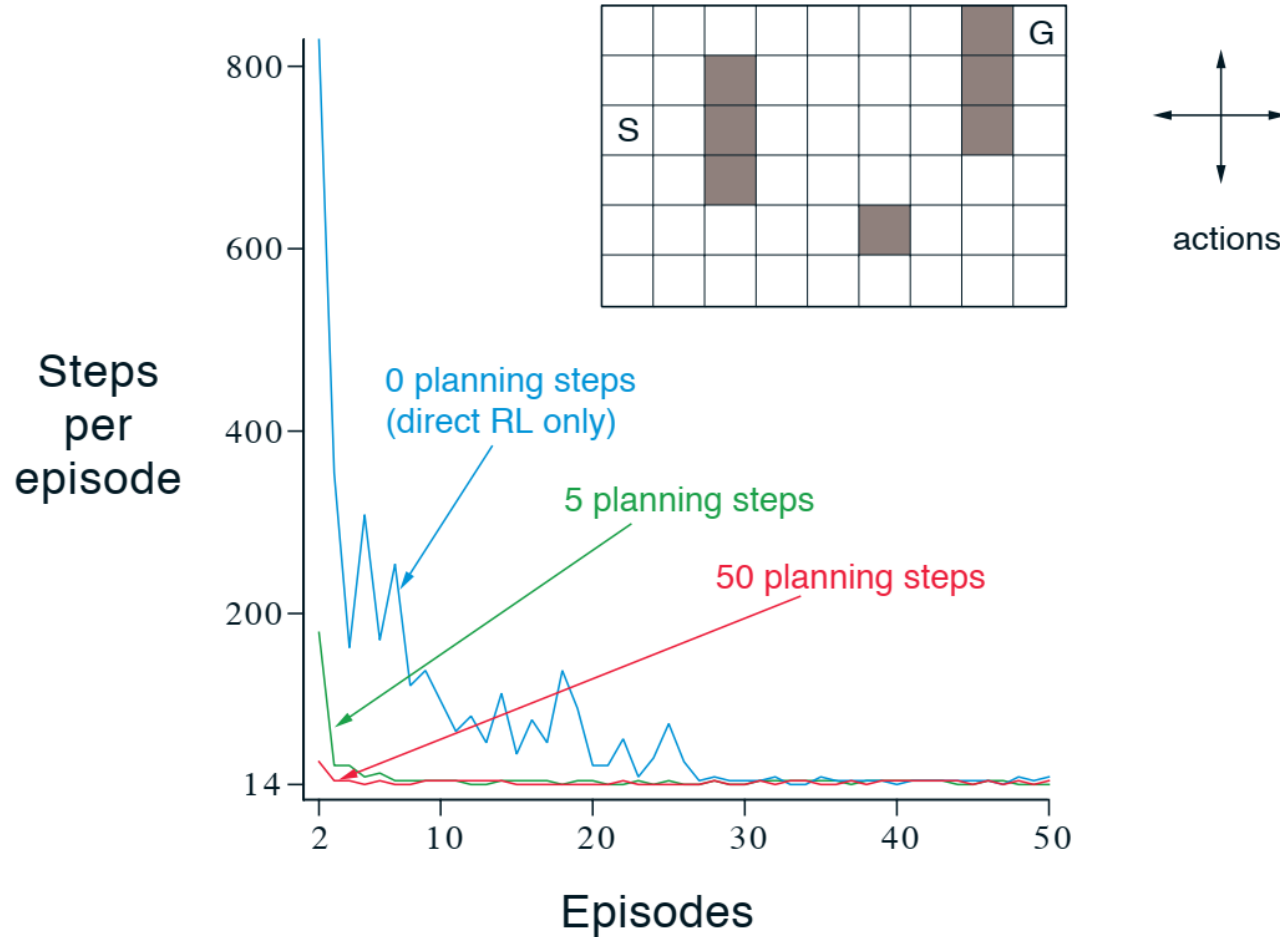 G
S
actions
800
600
400
200
14
Steps
per
episode
0 planning steps
(direct RL only)
5 planning steps
50 planning steps
2 10 20 30 40 50
Episodes